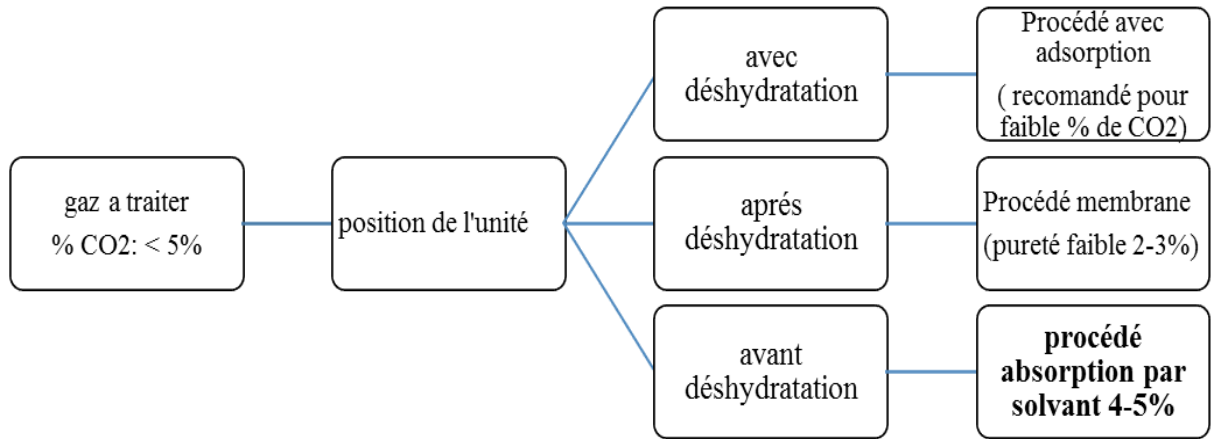 gaz a traiter
% CO2: < 5%
position de l'unité
avec
déshydratation
Procédé avec
adsorption
( recomandé pour
faible % de CO2)
aprés
déshydratation
Procédé membrane
(pureté faible 2-3%)
avant
déshydratation
procédé
absorption par
solvant 4-5%